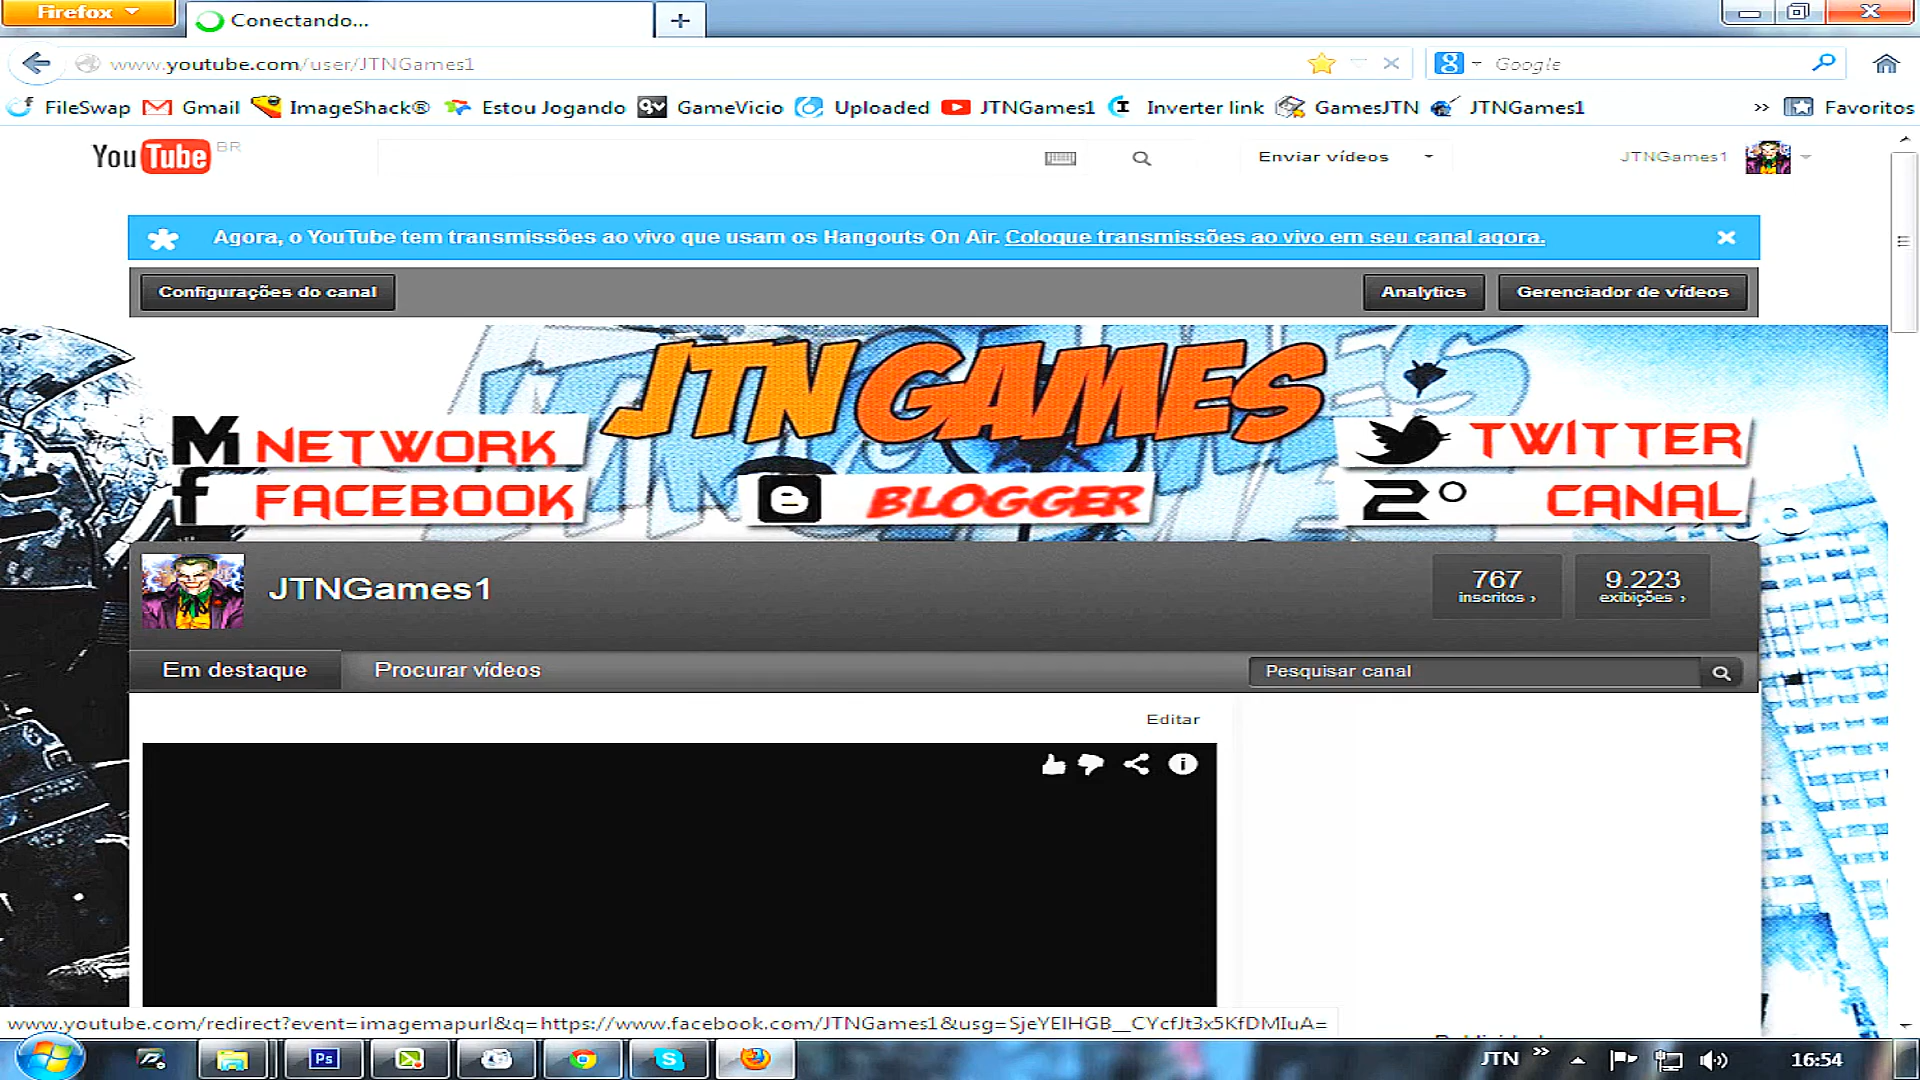 Firefox
Conectando...
www.youtube.com/user/JTNGames1
Google
FileSwap Gmail ImageShack® Estou Jogando GameVicio Uploaded JTNGames1 Inverter link GamesJTN JTNGames1 » Favoritos
YouTube BR
Enviar vídeos
JTNGames1
Agora, o YouTube tem transmissões ao vivo que usam os Hangouts On Air. Coloque transmissões ao vivo em seu canal agora.
Configurações do canal
Analytics
Gerenciador de vídeos
JTN GAMES
NETWORK
TWITTER
FACEBOOK
BLOGGER
2º CANAL
JTNGames1
767
inscritos ›
9.223
exibições ›
Em destaque
Procurar vídeos
Pesquisar canal
Editar
www.youtube.com/redirect?event=imagemapurl&q=https://www.facebook.com/JTNGames1&usg=SjeYEIHGB__CYcfJt3x5KfDMIuA=
Ps
JTN »
16:54